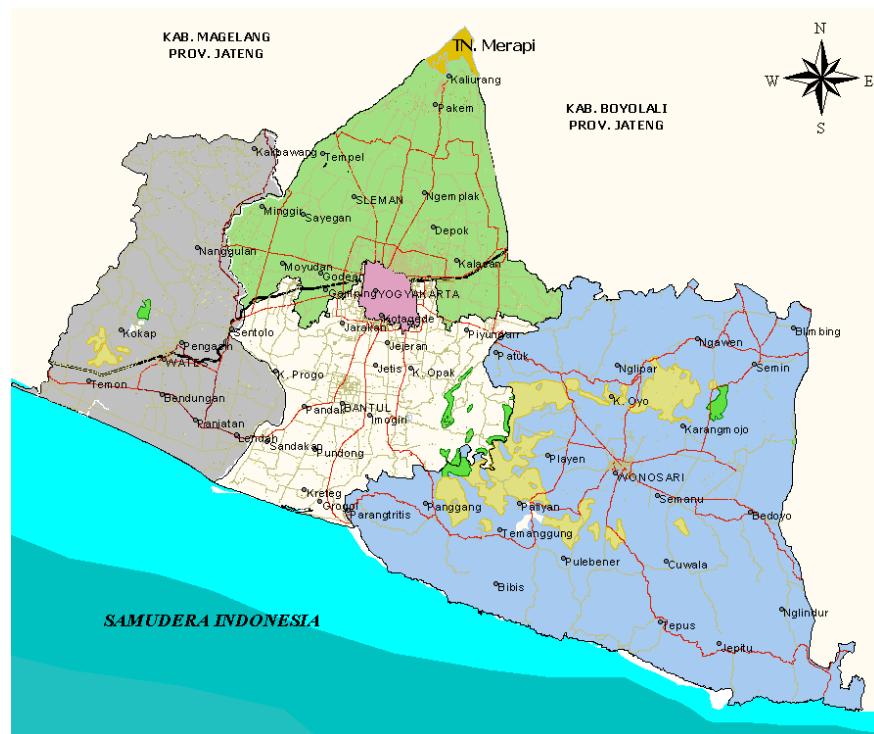 KAB. MAGELANG
PROV. JATENG
N
TN. Merapi
W
E
Kaliurang
S
KAB. BOYOLALI
PROV. JATENG
Pakem
Kalibawang
Tempel
SLEMAN
Ngemplak
Minggir
Sayegan
Depok
Nanggulan
Moyudan
Godean
Kalasan
Gamping
YOGYAKARTA
Kotagede
Kokap
Sentolo
Jarakan
Piyungan
Blimbing
Pengasih
Jejeran
Ngawen
Patuk
WATES
K. Progo
Jetis
K. Opak
Nglipar
Semin
Temon
Bendungan
Pandak
BANTUL
K. Oyo
Panjatan
Imogiri
Karangmojo
Lendah
Sandakan
Pundong
Playen
WONOSARI
Kreteg
Semanu
Grogol
Parangtritis
Panggang
Paliyan
Bedoyo
Temanggung
Pulebener
Cuwala
Bibis
SAMUDERA INDONESIA
Tepus
Nglindur
Jepitu